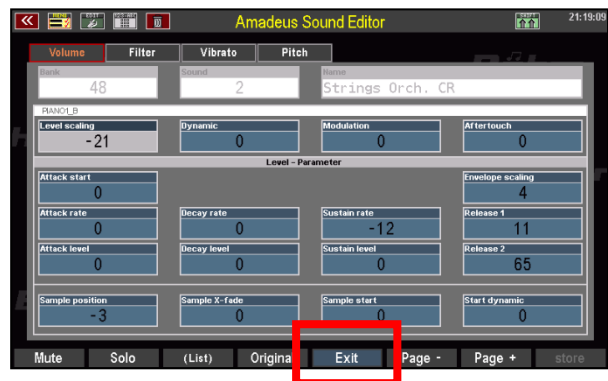 MENU EDIT SHIFT
Amadeus Sound Editor 21:19:09
Volume Filter Vibrato Pitch
Bank Sound Name
48 2 Strings Orch. CR
PIANO1_B
Level scaling Dynamic Modulation Aftertouch
-21 0 0 0
Level - Parameter
Attack start Envelope scaling
0 4
Attack rate Decay rate Sustain rate Release 1
0 0 -12 11
Attack level Decay level Sustain level Release 2
0 0 0 65
Sample position Sample X-fade Sample start Start dynamic
-3 0 0 0
Mute Solo (List) Original Exit Page - Page + store